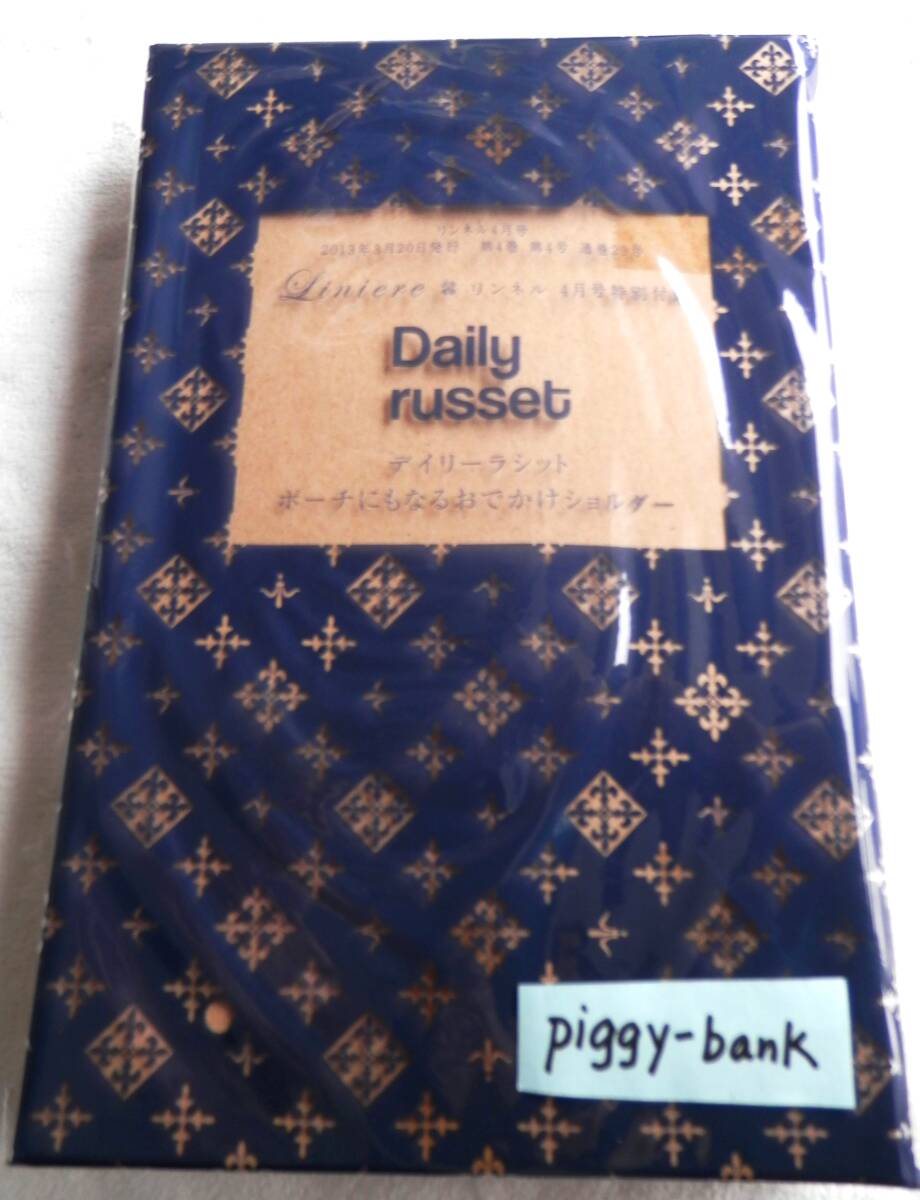 リンネル4月号
2013年4月20日発行 第4巻 第4号 通巻29号
Liniere リンネル 4月号特別付録
Daily
russet
デイリーラシット
ポーチにもなるおでかけショルダー
piggy-bank